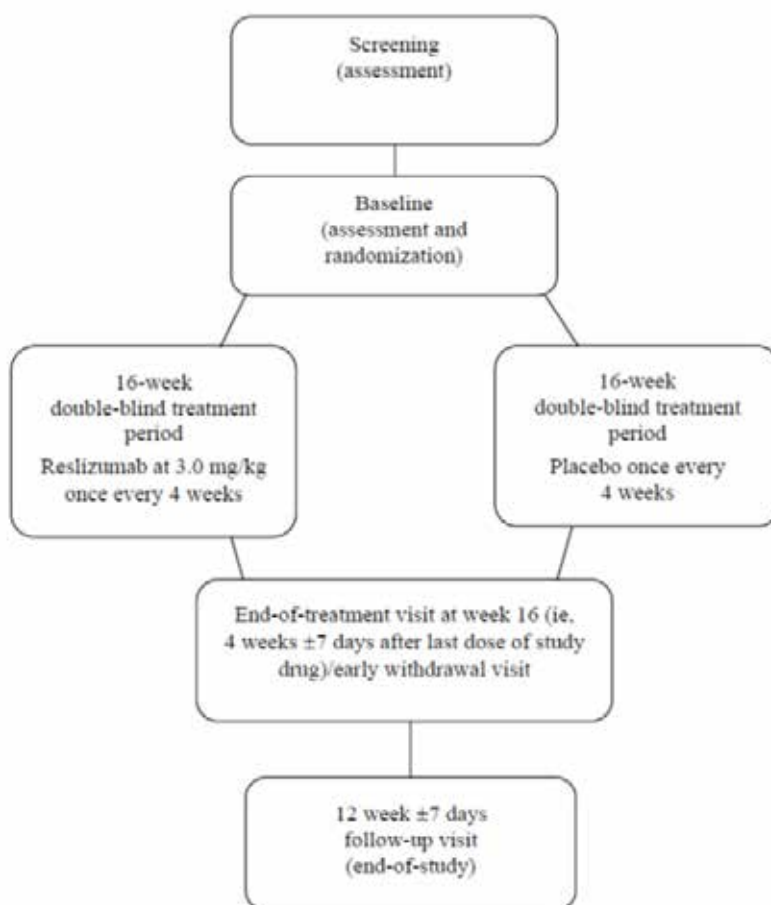 Screening
(assessment)
Baseline
(assessment and
randomization)
16-week
double-blind treatment
period
Reslizumab at 3.0 mg/kg
once every 4 weeks
16-week
double-blind treatment
period
Placebo once every
4 weeks
End-of-treatment visit at week 16 (ie,
4 weeks ±7 days after last dose of study
drug)/early withdrawal visit
12 week ±7 days
follow-up visit
(end-of-study)